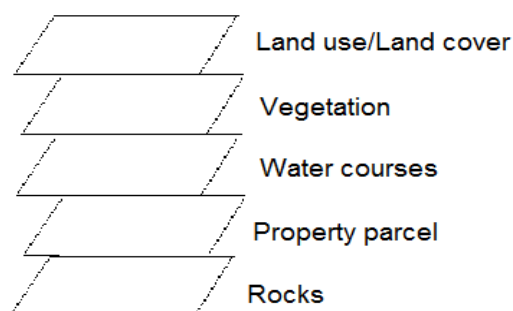 Land use/Land cover
Vegetation
Water courses
Property parcel
Rocks